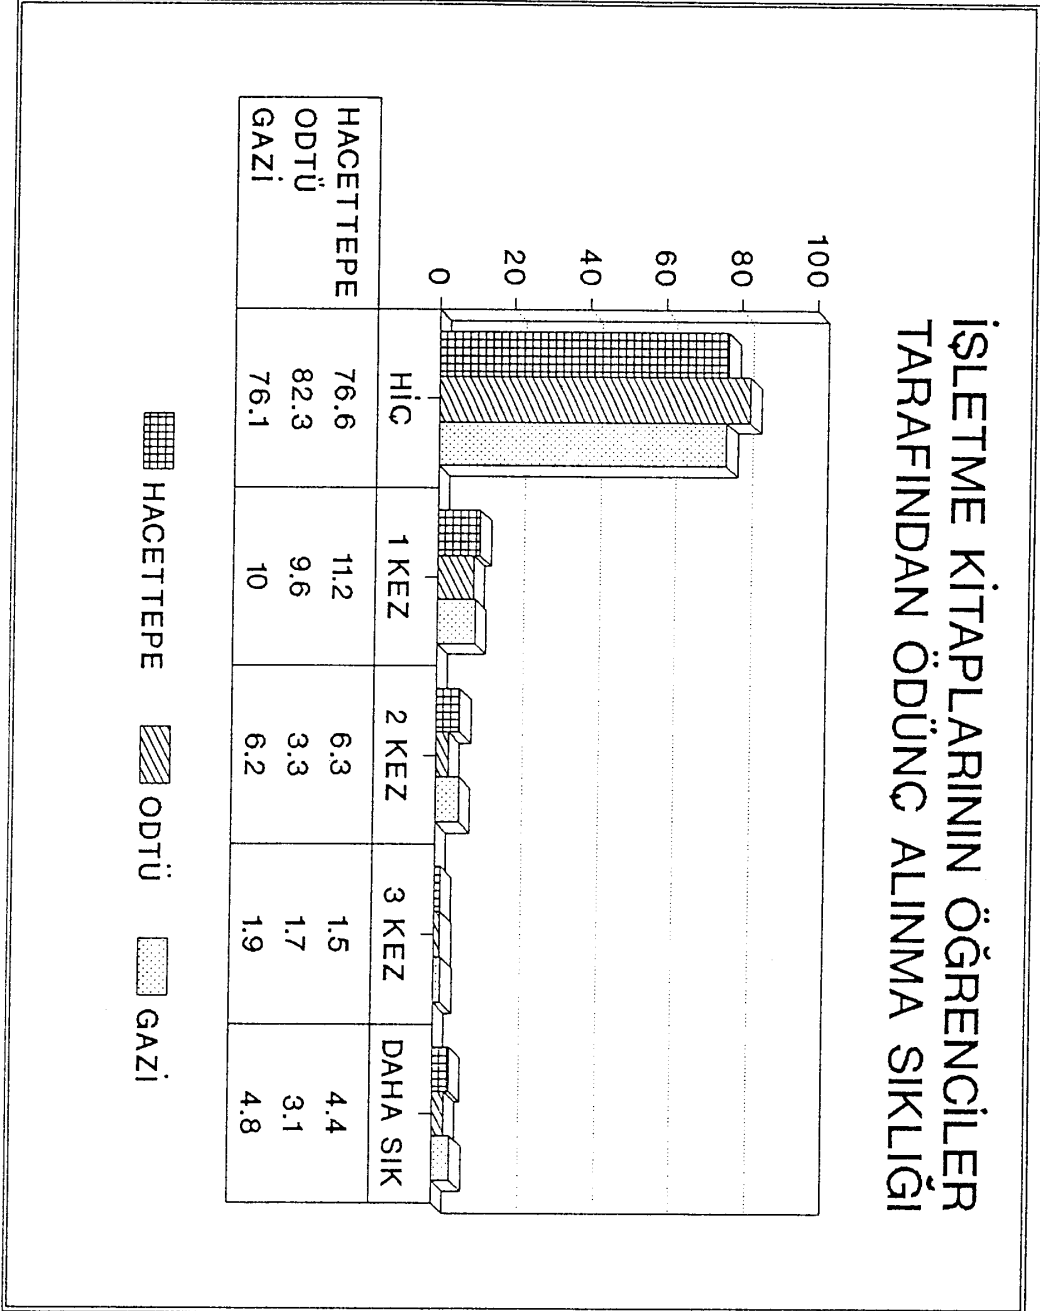 İŞLETME KİTAPLARININ ÖĞRENCİLER
TARAFINDAN ÖDÜNÇ ALINMA SIKLIĞI
100
80
60
40
20
0
HİÇ 1 KEZ 2 KEZ 3 KEZ DAHA SIK
HACETTEPE 76.6 11.2 6.3 1.5 4.4
ODTÜ 82.3 9.6 3.3 1.7 3.1
GAZİ 76.1 10 6.2 1.9 4.8
HACETTEPE ODTÜ GAZİ